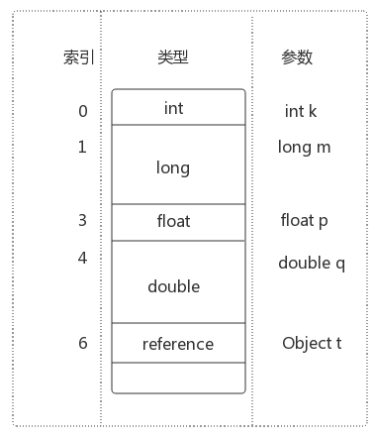 索引 类型 参数
0 int int k
1 long long m
3 float float p
4 double double q
6 reference Object t